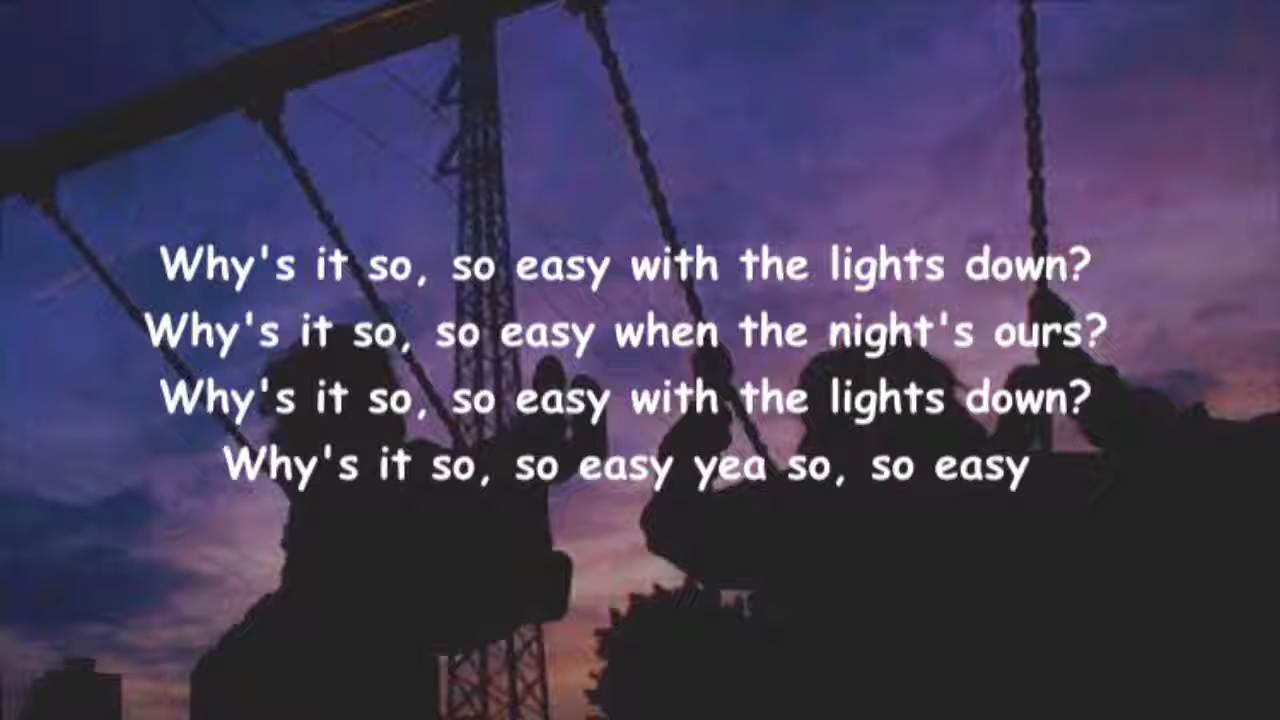 Why's it so, so easy with the lights down?
Why's it so, so easy when the night's ours?
Why's it so, so easy with the lights down?
Why's it so, so easy yea so, so easy